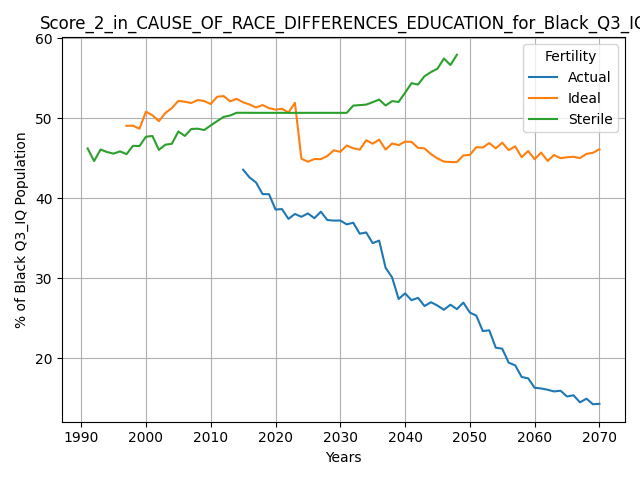 Score_2_in_CAUSE_OF_RACE_DIFFERENCES_EDUCATION_for_Black_Q3_IQ
60
50
40
30
20
% of Black Q3_IQ Population
Fertility
Actual
Ideal
Sterile
1990 2000 2010 2020 2030 2040 2050 2060 2070
Years